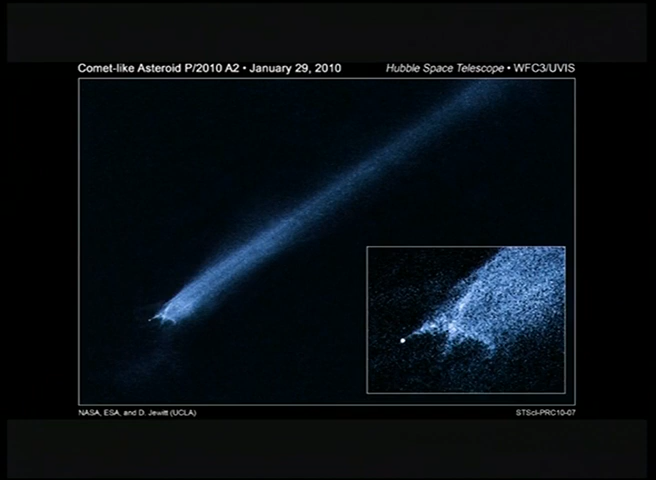 Comet-like Asteroid P/2010 A2 • January 29, 2010 Hubble Space Telescope • WFC3/UVIS
NASA, ESA, and D. Jewitt (UCLA) STScI-PRC10-07